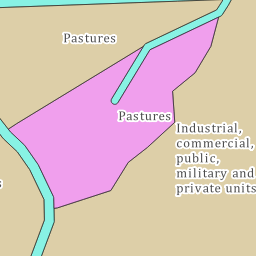 Pastures
Pastures
Industrial,
commercial,
public,
military and
private units